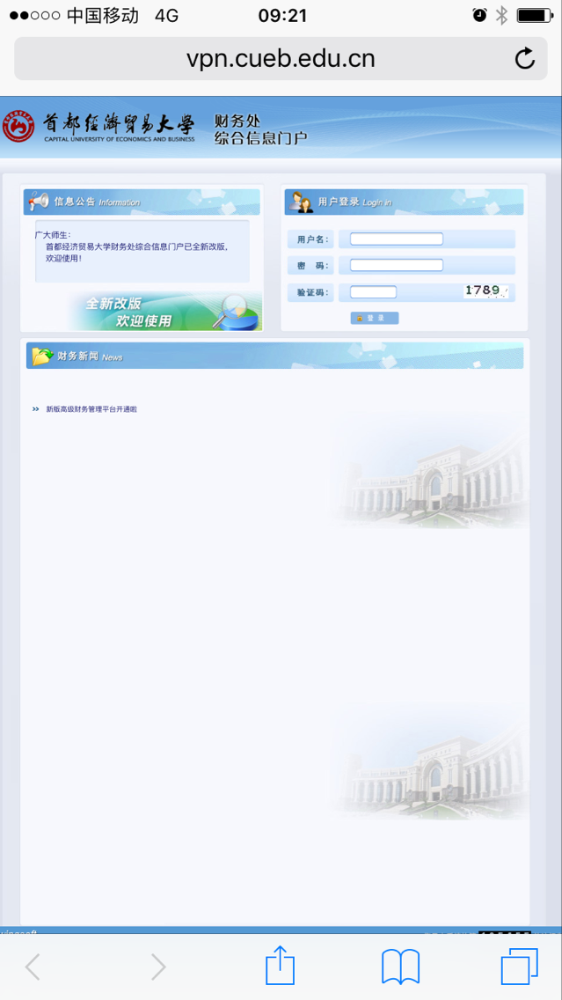 中国移动 4G 09:21
vpn.cueb.edu.cn
首都經濟貿易大學
CAPITAL UNIVERSITY OF ECONOMICS AND BUSINESS
财务处
综合信息门户
信息公告 Information
广大师生：
首都经济贸易大学财务处综合信息门户已全新改版，
欢迎使用！
全新改版
欢迎使用
用户登录 Login in
用户名：
密 码：
验证码：
1789
登 录
财务新闻 News
>> 新版高级财务管理平台开通啦